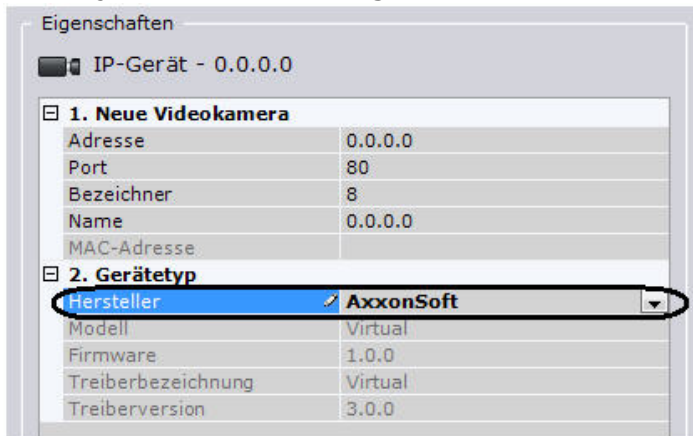 Eigenschaften
IP-Gerät - 0.0.0.0
1. Neue Videokamera
Adresse 0.0.0.0
Port 80
Bezeichner 8
Name 0.0.0.0
MAC-Adresse
2. Gerätetyp
Hersteller AxxonSoft
Modell Virtual
Firmware 1.0.0
Treiberbezeichnung Virtual
Treiberversion 3.0.0